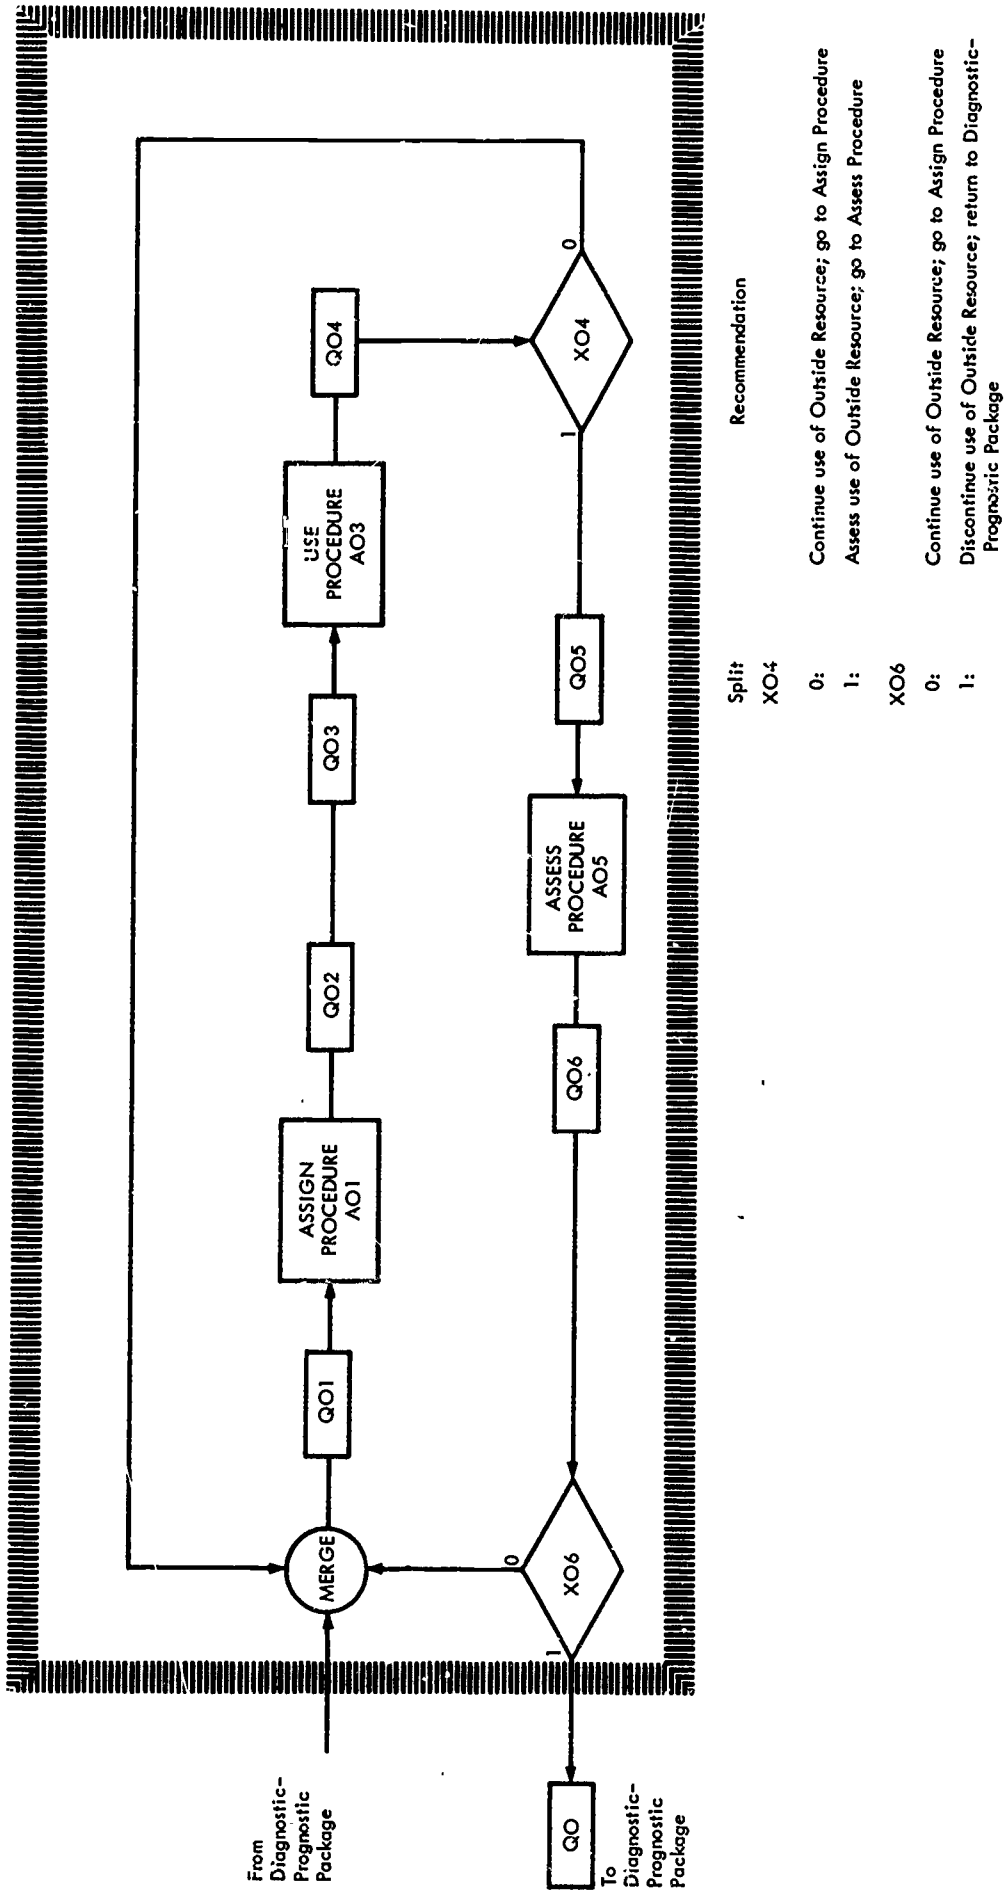 From
Diagnostic-
Prognostic
Package
MERGE
QO1
ASSIGN
PROCEDURE
AO1
QO2
QO3
USE
PROCEDURE
AO3
QO4
XO4
0
1
QO5
ASSESS
PROCEDURE
AO5
QO6
XO6
0
1
QO
To
Diagnostic-
Prognostic
Package
Split Recommendation
XO4
0: Continue use of Outside Resource; go to Assign Procedure
1: Assess use of Outside Resource; go to Assess Procedure
XO6
0: Continue use of Outside Resource; go to Assign Procedure
1: Discontinue use of Outside Resource; return to Diagnostic-
Prognostic Package